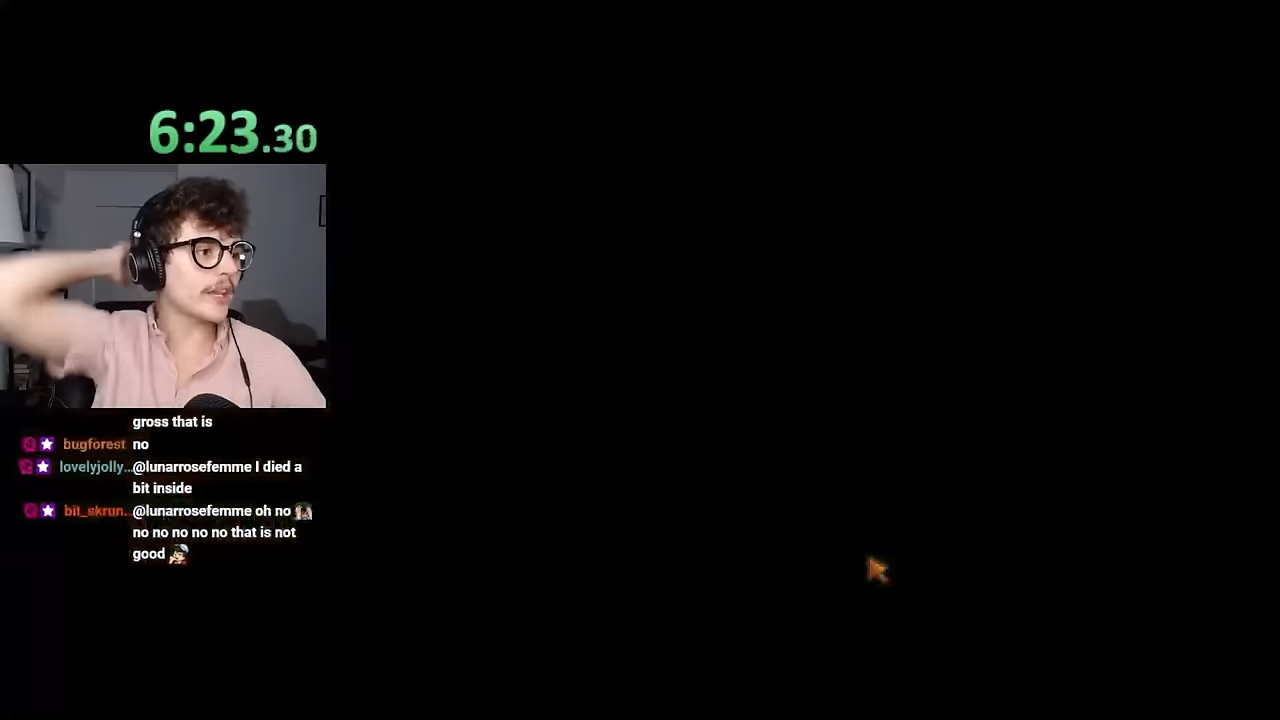 6:23.30
gross that is
bugforest no
lovelyjolly… @lunarrosefemme I died a
bit inside
bit_skrun… @lunarrosefemme oh no
no no no no no that is not
good